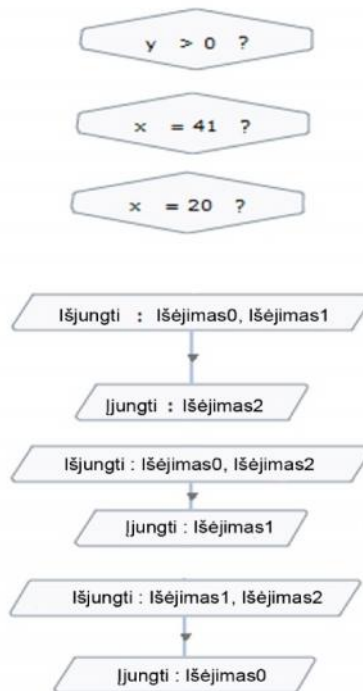 y > 0 ?
x = 41 ?
x = 20 ?
Išjungti : Išėjimas0, Išėjimas1
Įjungti : Išėjimas2
Išjungti : Išėjimas0, Išėjimas2
Įjungti : Išėjimas1
Išjungti : Išėjimas1, Išėjimas2
Įjungti : Išėjimas0